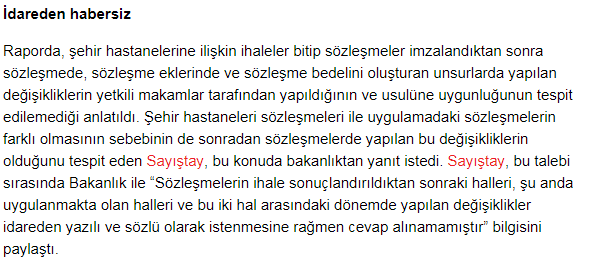 İdareden habersiz
Raporda, şehir hastanelerine ilişkin ihaleler bitip sözleşmeler imzalandıktan sonra
sözleşmede, sözleşme eklerinde ve sözleşme bedelini oluşturan unsurlarda yapılan
değişikliklerin yetkili makamlar tarafından yapıldığının ve usulüne uygunluğunun tespit
edilemediği anlatıldı. Şehir hastaneleri sözleşmeleri ile uygulamadaki sözleşmelerin
farklı olmasının sebebinin de sonradan sözleşmelerde yapılan bu değişikliklerin
olduğunu tespit eden Sayıştay, bu konuda bakanlıktan yanıt istedi. Sayıştay, bu talebi
sırasında Bakanlık ile “Sözleşmelerin ihale sonuçlandırıldıktan sonraki halleri, şu anda
uygulanmakta olan halleri ve bu iki hal arasındaki dönemde yapılan değişiklikler
idareden yazılı ve sözlü olarak istenmesine rağmen cevap alınamamıştır” bilgisini
paylaştı.